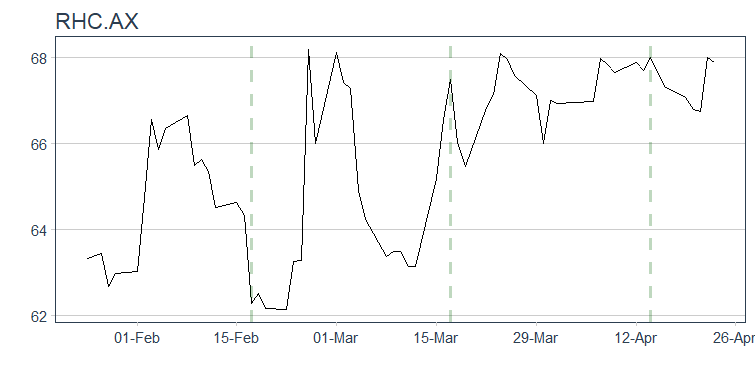 RHC.AX
68
66
64
62
01-Feb
15-Feb
01-Mar
15-Mar
29-Mar
12-Apr
26-Apr